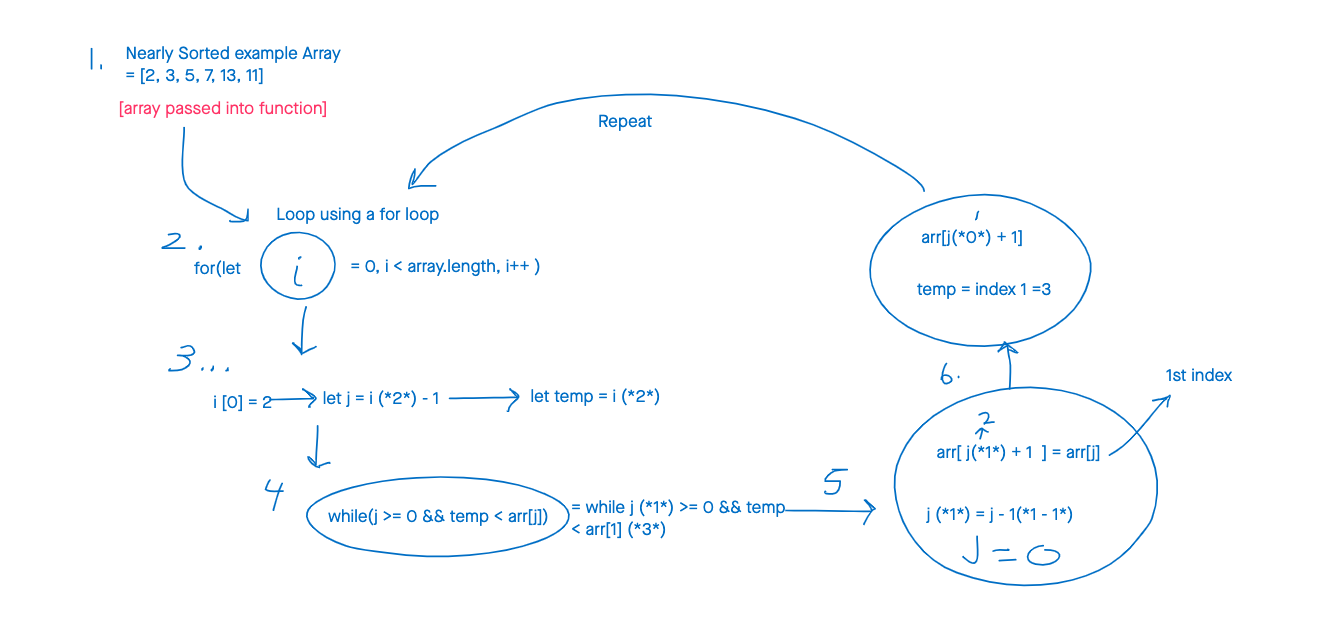 1.
Nearly Sorted example Array
= [2, 3, 5, 7, 13, 11]
[array passed into function]
Repeat
Loop using a for loop
2.
for(let i = 0, i < array.length, i++ )
3...
i [0] = 2 let j = i (*2*) - 1 let temp = i (*2*)
4
while(j >= 0 && temp < arr[j])
= while j (*1*) >= 0 && temp
< arr[1] (*3*)
5
1st index
2
arr[ j(*1*) + 1 ] = arr[j]
j (*1*) = j - 1(*1 - 1*)
J = 0
6.
1
arr[j(*0*) + 1]
temp = index 1 =3